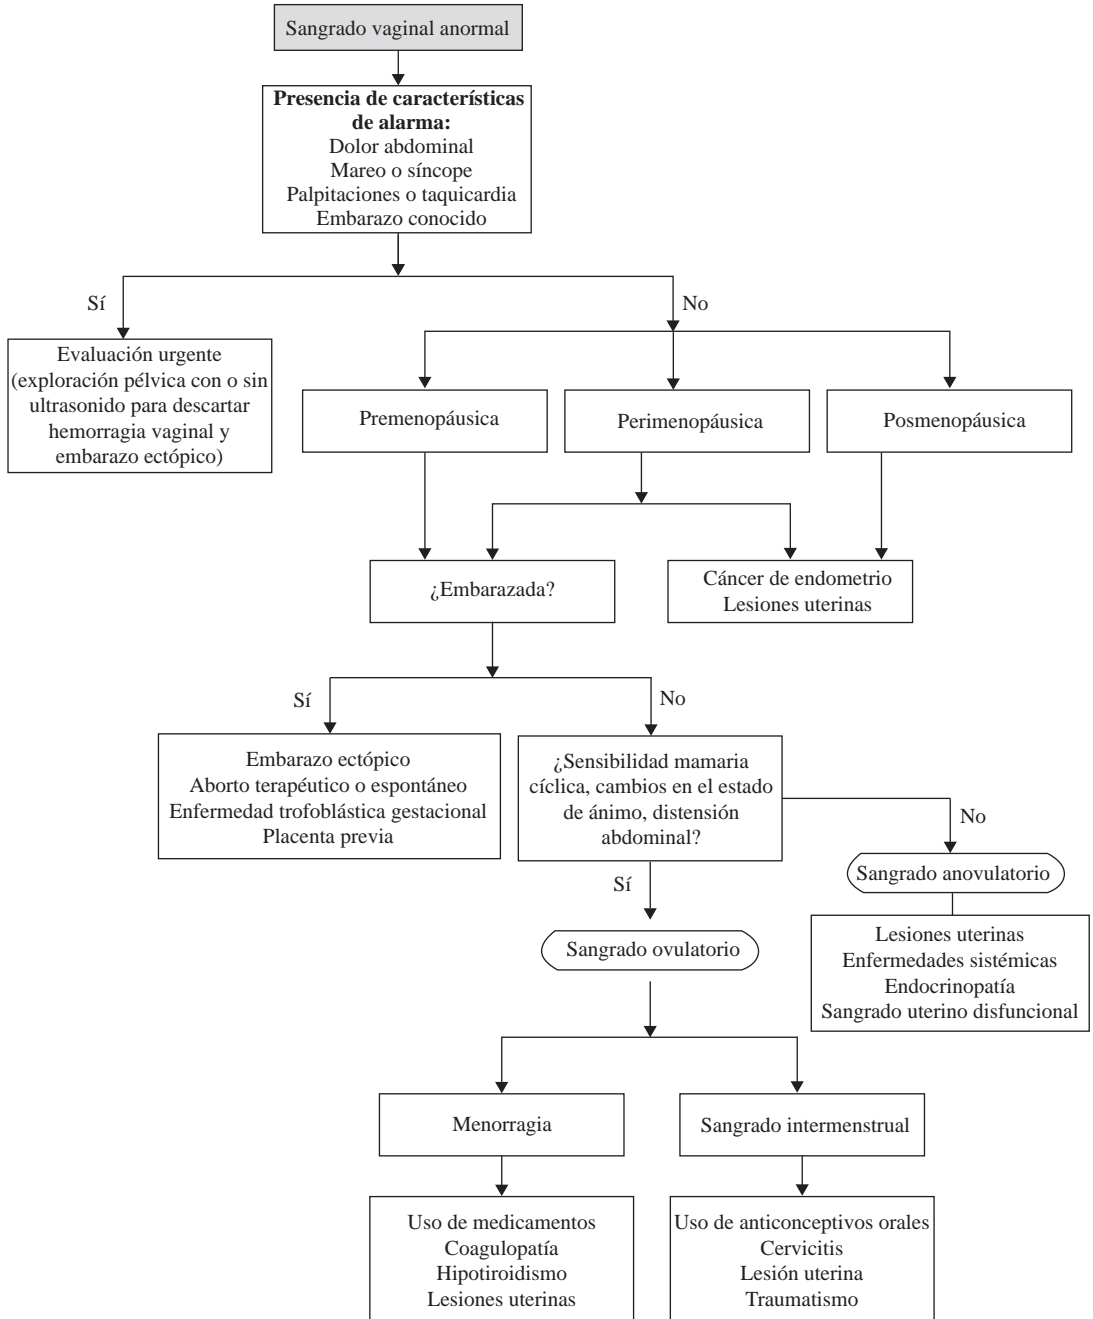 Sangrado vaginal anormal
Presencia de características
de alarma:
Dolor abdominal
Mareo o síncope
Palpitaciones o taquicardia
Embarazo conocido
Sí
No
Evaluación urgente
(exploración pélvica con o sin
ultrasonido para descartar
hemorragia vaginal y
embarazo ectópico)
Premenopáusica
Perimenopáusica
Posmenopáusica
¿Embarazada?
Cáncer de endometrio
Lesiones uterinas
Sí
No
Embarazo ectópico
Aborto terapéutico o espontáneo
Enfermedad trofoblástica gestacional
Placenta previa
¿Sensibilidad mamaria
cíclica, cambios en el estado
de ánimo, distensión
abdominal?
No
Sí
Sangrado anovulatorio
Lesiones uterinas
Enfermedades sistémicas
Endocrinopatía
Sangrado uterino disfuncional
Sangrado ovulatorio
Menorragia
Sangrado intermenstrual
Uso de medicamentos
Coagulopatía
Hipotiroidismo
Lesiones uterinas
Uso de anticonceptivos orales
Cervicitis
Lesión uterina
Traumatismo